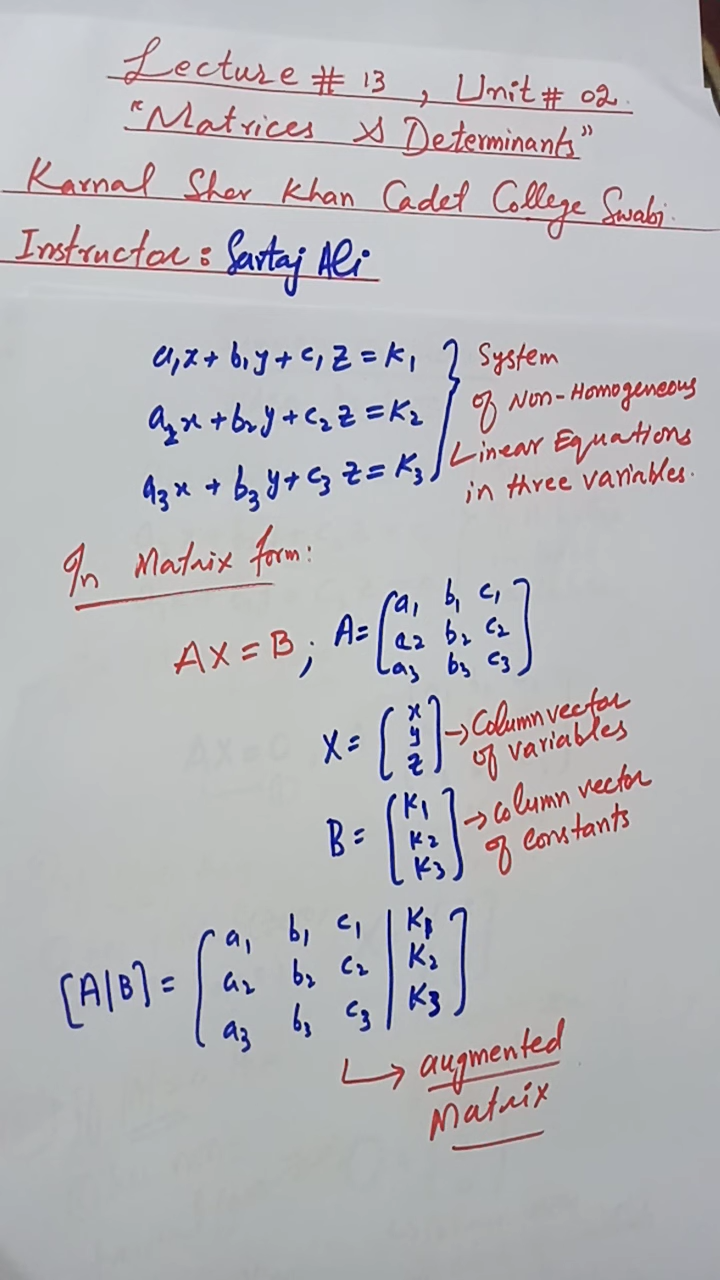 Lecture # 13, Unit # 02.
"Matrices & Determinants"
Karnal Sher Khan Cadet College Swabi.
Instructor: Sartaj Ali
a₁x + b₁y + c₁z = k₁
a₂x + b₂y + c₂z = k₂
a₃x + b₃y + c₃z = k₃
System
of Non-Homogeneous
Linear Equations
in three variables.
In Matrix form:
AX = B ; A = [a₁ b₁ c₁
a₂ b₂ c₂
a₃ b₃ c₃]
X = [x
y
z] → Column vector
of variables
B = [k₁
k₂
k₃] → column vector
of constants
[A|B] = [a₁ b₁ c₁ | k₁
a₂ b₂ c₂ | k₂
a₃ b₃ c₃ | k₃]
↳ augmented
Matrix